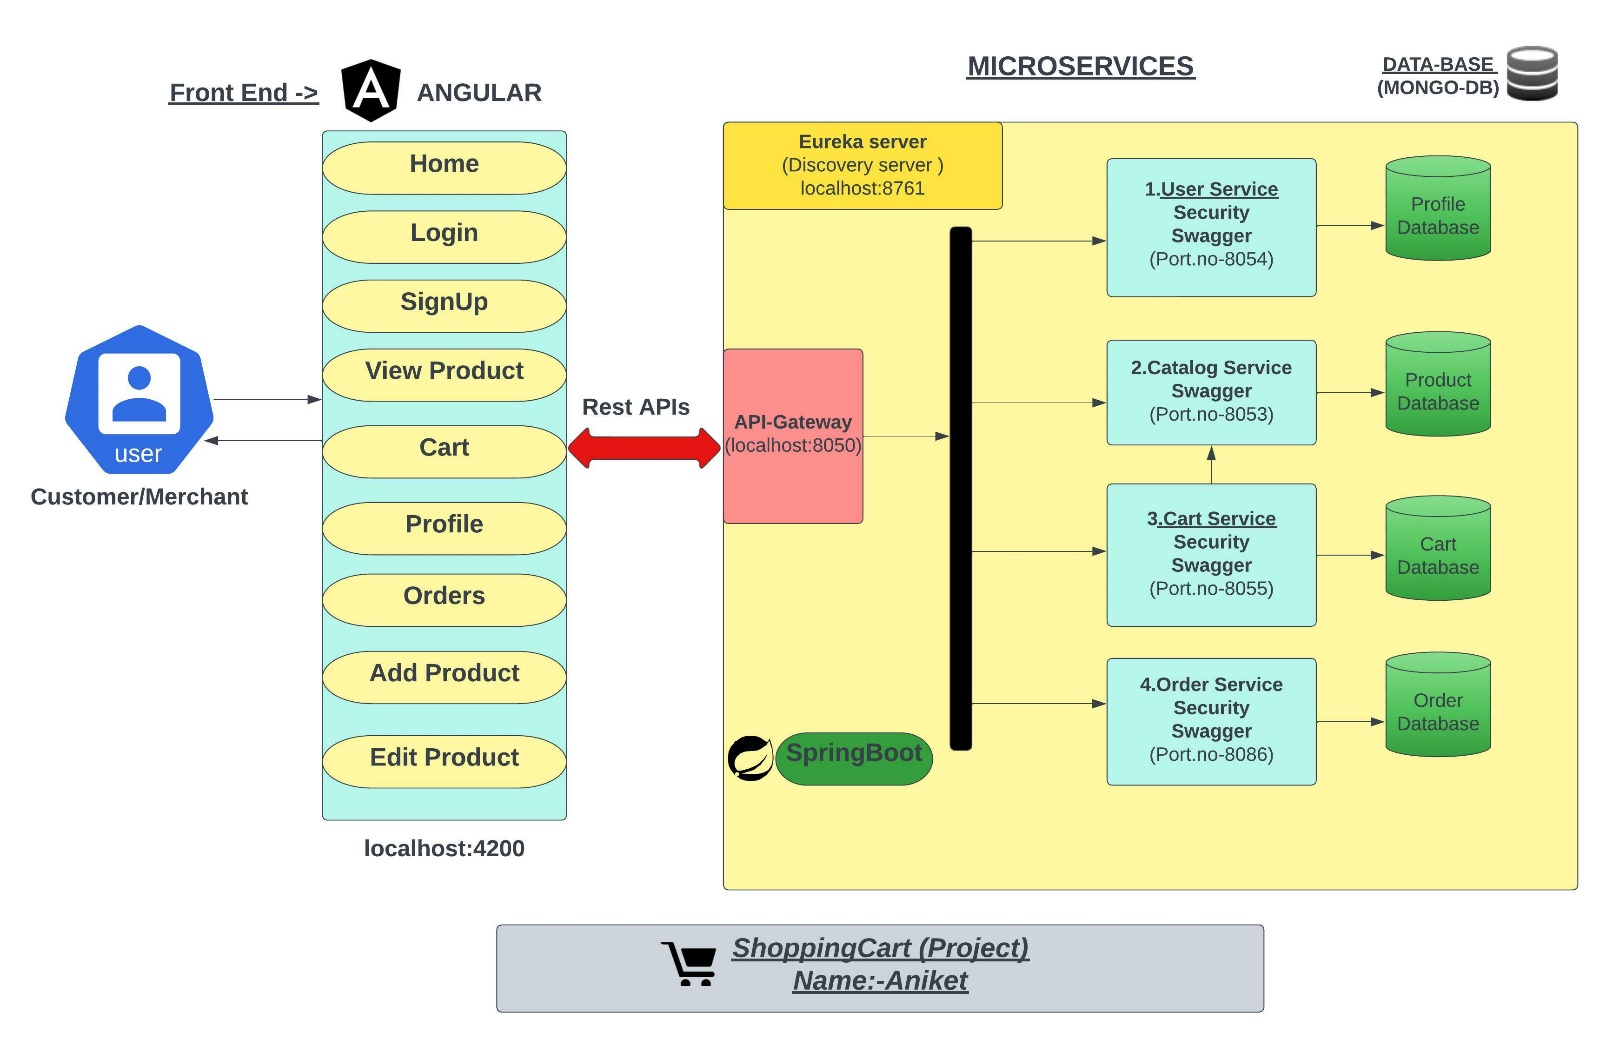 Front End ->
ANGULAR
MICROSERVICES
DATA-BASE
(MONGO-DB)
Home
Login
SignUp
View Product
Cart
Profile
Orders
Add Product
Edit Product
localhost:4200
user
Customer/Merchant
Rest APIs
Eureka server
(Discovery server )
localhost:8761
API-Gateway
(localhost:8050)
SpringBoot
1.User Service
Security
Swagger
(Port.no-8054)
Profile
Database
2.Catalog Service
Swagger
(Port.no-8053)
Product
Database
3.Cart Service
Security
Swagger
(Port.no-8055)
Cart
Database
4.Order Service
Security
Swagger
(Port.no-8086)
Order
Database
ShoppingCart (Project)
Name:-Aniket